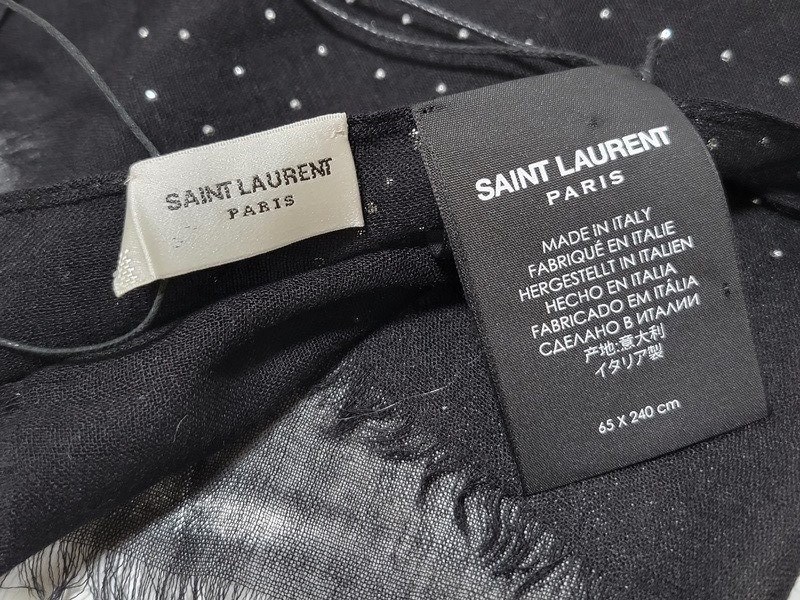 SAINT LAURENT
PARIS
SAINT LAURENT
PARIS
MADE IN ITALY
FABRIQUÉ EN ITALIE
HERGESTELLT IN ITALIEN
HECHO EN ITALIA
FABRICADO EM ITÁLIA
СДЕЛАНО В ИТАЛИИ
产地:意大利
イタリア製
65 X 240 cm